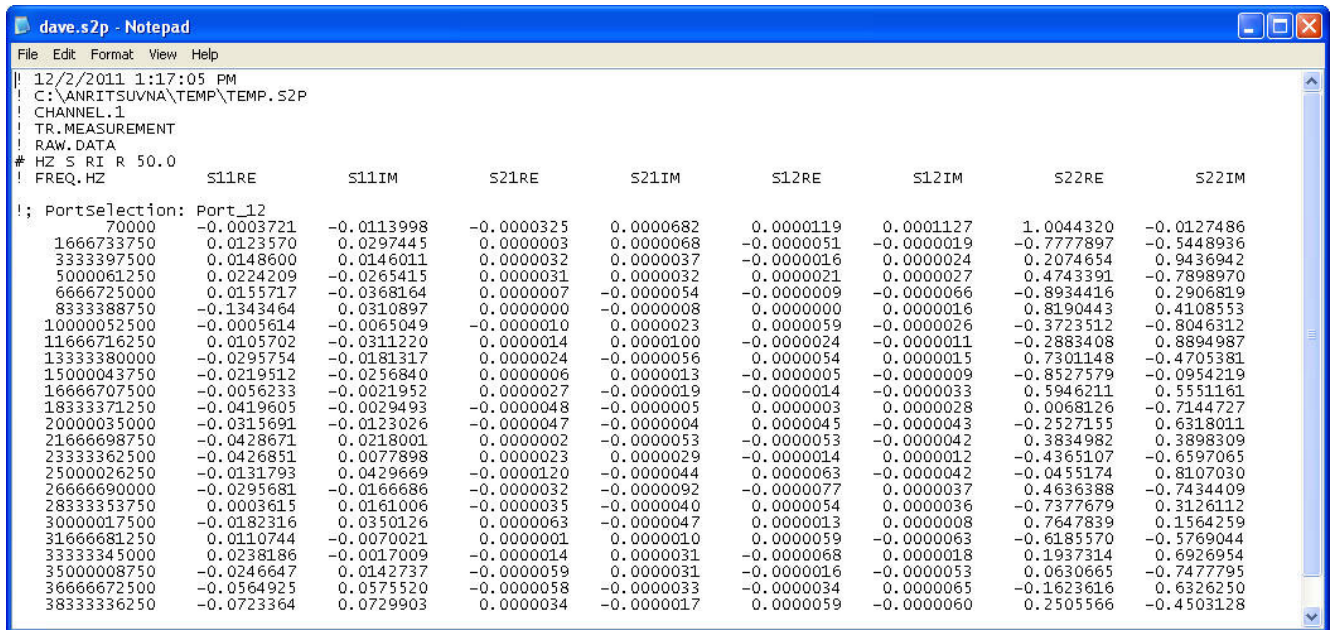 dave.s2p - Notepad
File Edit Format View Help
! 12/2/2011 1:17:05 PM
! C:\ANRITSUVNA\TEMP\TEMP.S2P
! CHANNEL.1
! TR.MEASUREMENT
! RAW.DATA
# HZ S RI R 50.0
! FREQ.HZ S11RE S11IM S21RE S21IM S12RE S12IM S22RE S22IM
!; PortSelection: Port_12
70000 -0.0003721 -0.0113998 -0.0000325 0.0000682 0.0000119 0.0001127 1.0044320 -0.0127486
1666733750 0.0123570 0.0297445 0.0000003 0.0000068 -0.0000051 -0.0000019 -0.7777897 -0.5448936
3333397500 0.0148600 0.0146011 0.0000032 0.0000037 -0.0000016 0.0000024 0.2074654 0.9436942
5000061250 0.0224209 -0.0265415 0.0000031 0.0000032 0.0000021 0.0000027 0.4743391 -0.7898970
6666725000 0.0155717 -0.0368164 0.0000007 -0.0000054 -0.0000009 -0.0000066 -0.8934416 0.2906819
8333388750 -0.1343464 0.0310897 0.0000000 -0.0000008 0.0000000 0.0000016 0.8190443 0.4108553
10000052500 -0.0005614 -0.0065049 -0.0000010 0.0000023 0.0000059 -0.0000026 -0.3723512 -0.8046312
11666716250 0.0105702 -0.0311220 0.0000014 0.0000100 -0.0000024 -0.0000011 -0.2883408 0.8894987
13333380000 -0.0295754 -0.0181317 0.0000024 -0.0000056 0.0000054 0.0000015 0.7301148 -0.4705381
15000043750 -0.0219512 -0.0256840 0.0000006 0.0000013 -0.0000005 -0.0000009 -0.8527579 -0.0954219
16666707500 -0.0056233 -0.0021952 0.0000027 -0.0000019 -0.0000014 -0.0000033 0.5946211 0.5551161
18333371250 -0.0419605 -0.0029493 -0.0000048 -0.0000005 0.0000003 0.0000028 0.0068126 -0.7144727
20000035000 -0.0315691 -0.0123026 -0.0000047 -0.0000004 0.0000045 -0.0000043 -0.2527155 0.6318011
21666698750 -0.0428671 0.0218001 0.0000002 -0.0000053 -0.0000053 -0.0000042 0.3834982 0.3898309
23333362500 -0.0426851 0.0077898 0.0000023 0.0000029 -0.0000014 0.0000012 -0.4365107 -0.6597065
25000026250 -0.0131793 0.0429669 -0.0000120 -0.0000044 0.0000063 -0.0000042 -0.0455174 0.8107030
26666690000 -0.0295681 -0.0166686 -0.0000032 -0.0000092 -0.0000077 0.0000037 0.4636388 -0.7434409
28333353750 0.0003615 0.0161006 -0.0000035 -0.0000040 0.0000054 0.0000036 -0.7377679 0.3126112
30000017500 -0.0182316 0.0350126 0.0000063 -0.0000047 0.0000013 0.0000008 0.7647839 0.1564259
31666681250 0.0110744 -0.0070021 0.0000001 0.0000010 0.0000059 -0.0000063 -0.6185570 -0.5769044
33333345000 0.0238186 -0.0017009 -0.0000014 0.0000031 -0.0000068 0.0000018 0.1937314 0.6926954
35000008750 -0.0246647 0.0142737 -0.0000059 0.0000031 -0.0000016 -0.0000053 0.0630665 -0.7477795
36666672500 -0.0564925 0.0575520 -0.0000058 -0.0000033 -0.0000034 0.0000065 -0.1623616 0.6326250
38333336250 -0.0723364 0.0729903 0.0000034 -0.0000017 0.0000059 -0.0000060 0.2505566 -0.4503128